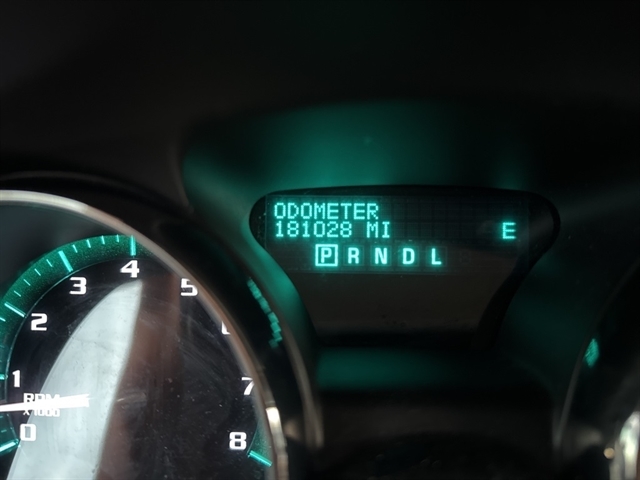 ODOMETER
181028 MI E
P R N D L
4
3 5
2
1 7
RPM
X 1000
0 8